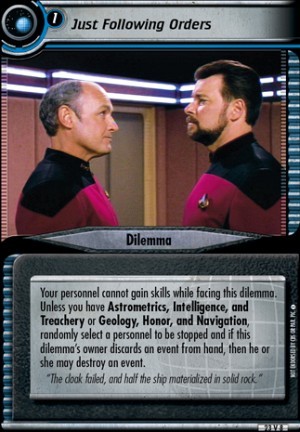 1
Just Following Orders
Dilemma
Your personnel cannot gain skills while facing this dilemma.
Unless you have Astrometrics, Intelligence, and
Treachery or Geology, Honor, and Navigation,
randomly select a personnel to be stopped and if this
dilemma's owner discards an event from hand, then he or
she may destroy an event.
"The cloak failed, and half the ship materialized in solid rock."